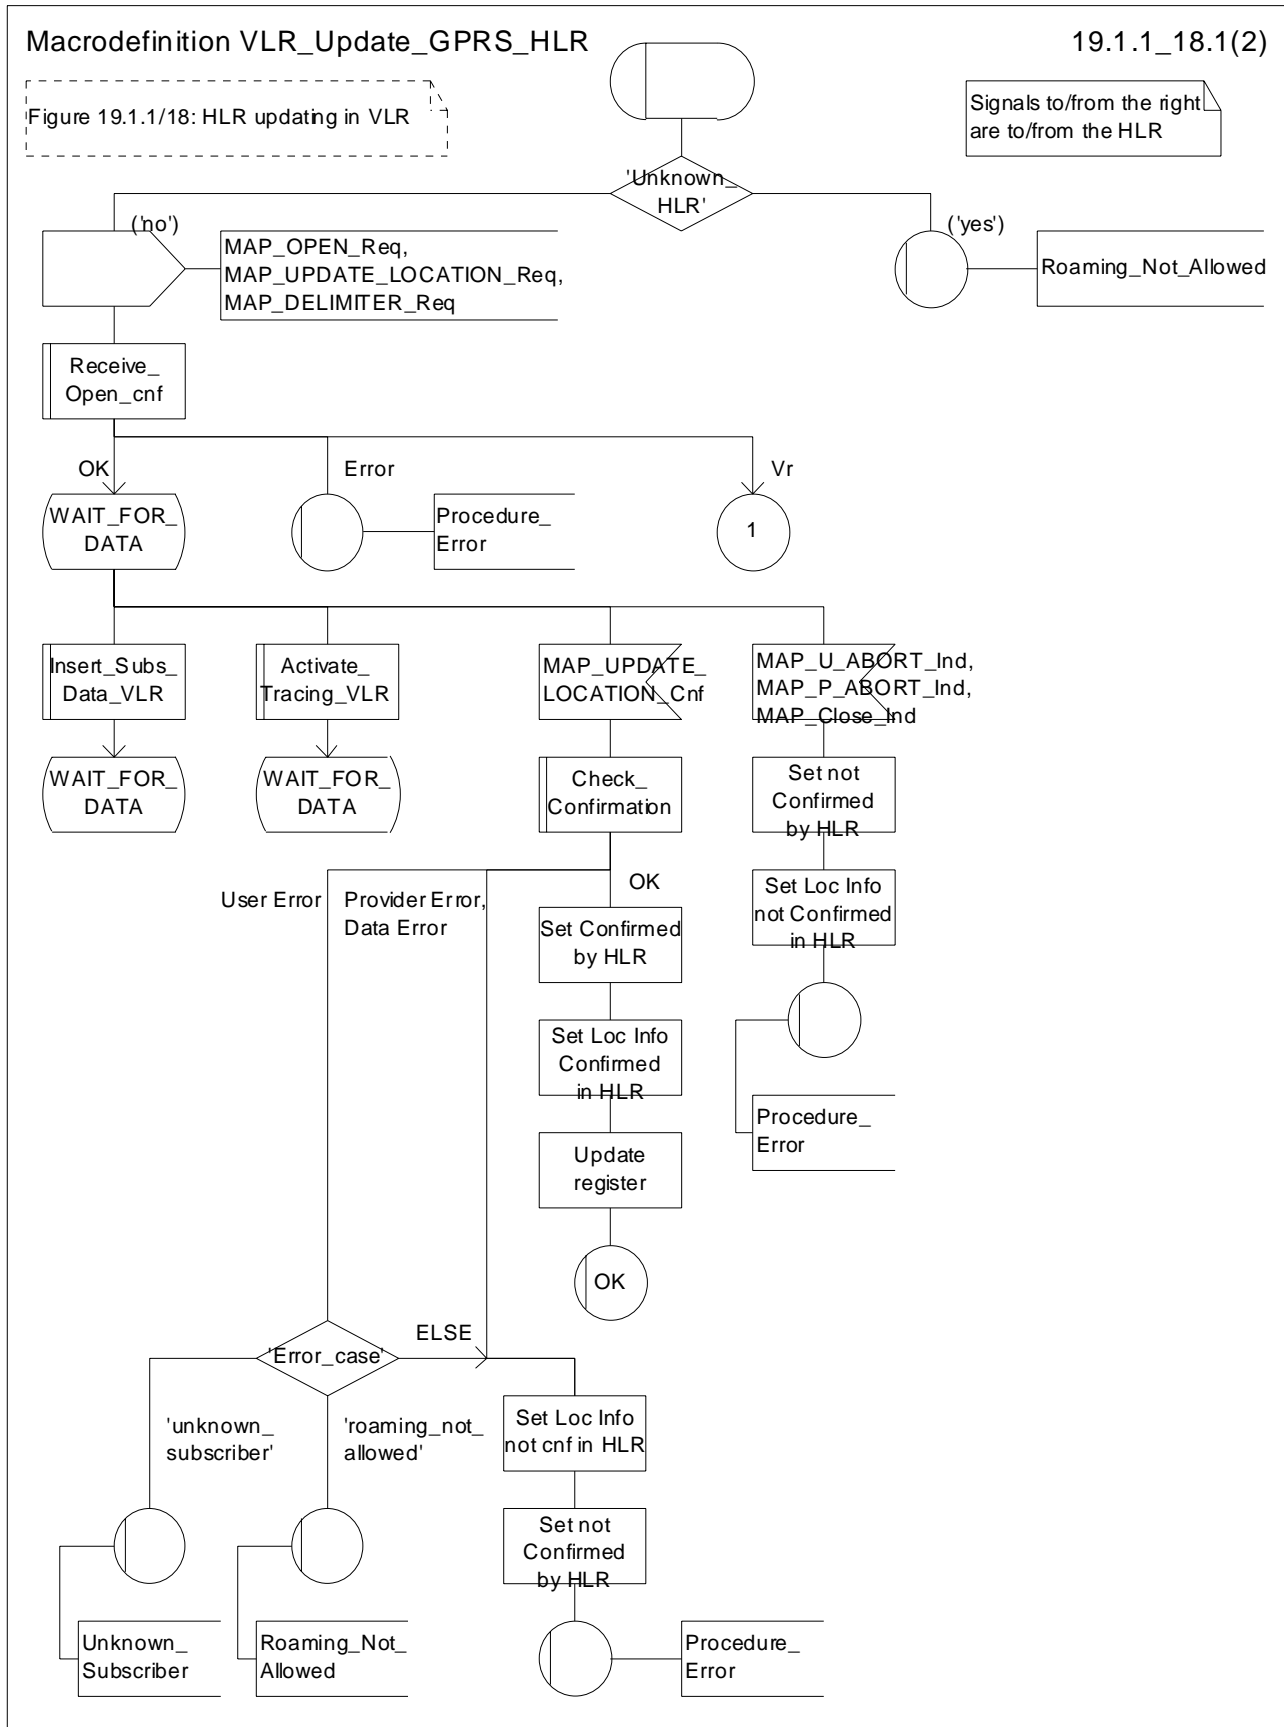 Macrodefinition VLR_Update_GPRS_HLR
19.1.1_18.1(2)
Figure 19.1.1/18: HLR updating in VLR
Signals to/from the right
are to/from the HLR
'Unknown_
HLR'
('no')
('yes')
MAP_OPEN_Req,
MAP_UPDATE_LOCATION_Req,
MAP_DELIMITER_Req
Roaming_Not_Allowed
Receive_
Open_cnf
OK
Error
Vr
WAIT_FOR_
DATA
Procedure_
Error
1
Insert_Subs_
Data_VLR
Activate_
Tracing_VLR
MAP_UPDATE_
LOCATION_Cnf
MAP_U_ABORT_Ind,
MAP_P_ABORT_Ind,
MAP_Close_Ind
WAIT_FOR_
DATA
WAIT_FOR_
DATA
Check_
Confirmation
Set not
Confirmed
by HLR
User Error
Provider Error,
Data Error
OK
Set Loc Info
not Confirmed
in HLR
Set Confirmed
by HLR
Set Loc Info
Confirmed
in HLR
Procedure_
Error
Update
register
OK
ELSE
'Error_case'
'unknown_
subscriber'
'roaming_not_
allowed'
Set Loc Info
not cnf in HLR
Set not
Confirmed
by HLR
Unknown_
Subscriber
Roaming_Not_
Allowed
Procedure_
Error